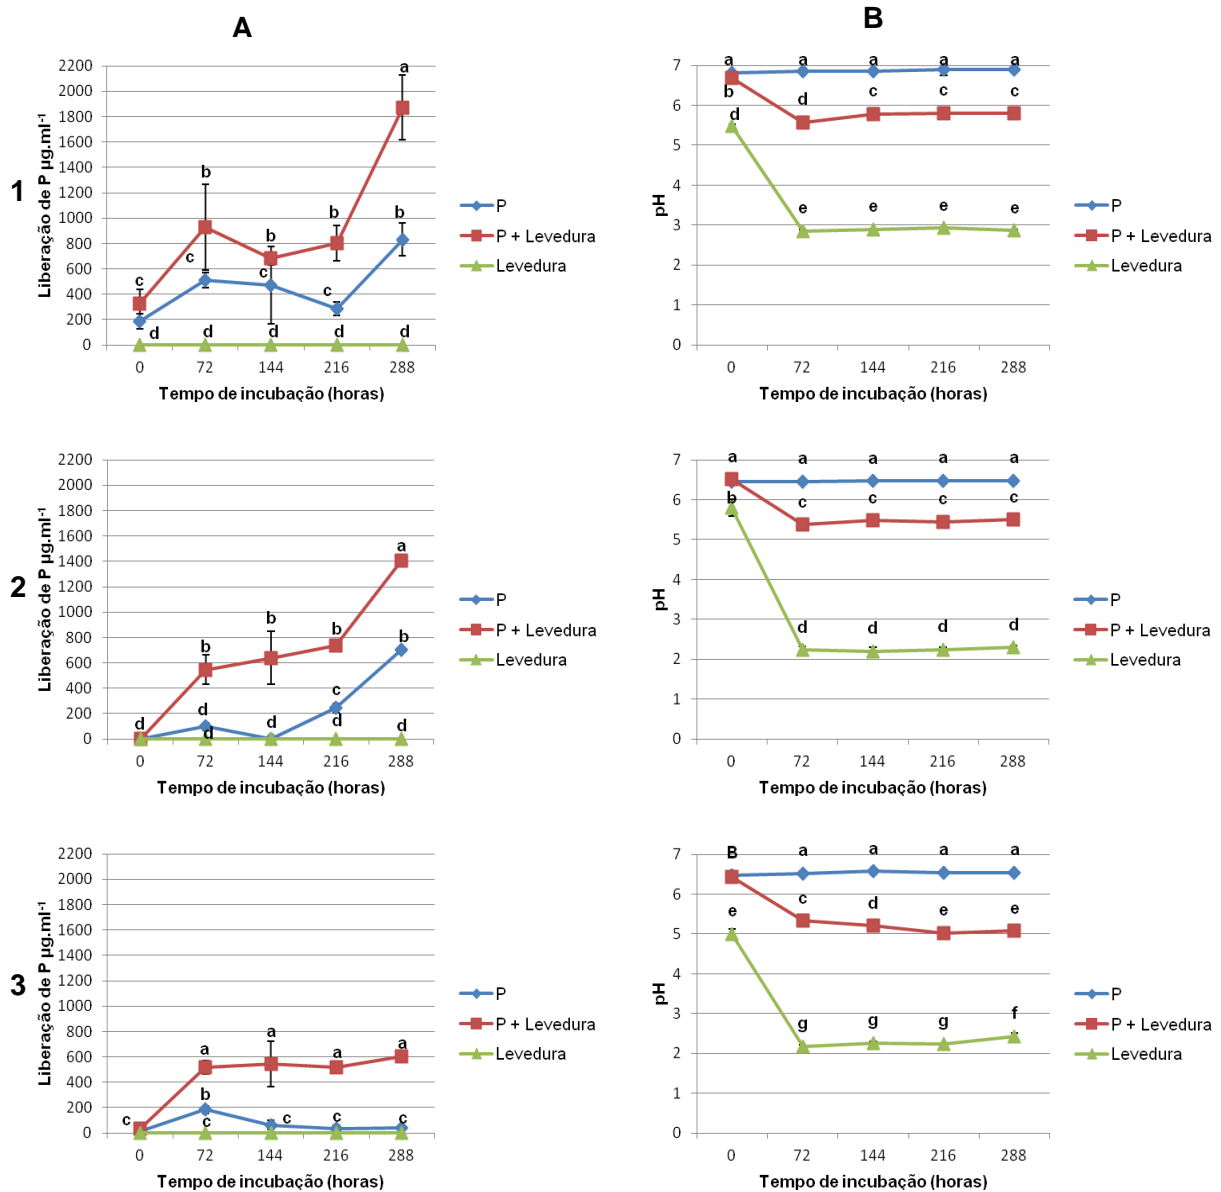 A
B
1
Liberação de P µg.ml-1
2200
2000
1800
1600
1400
1200
1000
800
600
400
200
0
a
b
b
b
b
c
c
c
c
d d d d d
0 72 144 216 288
Tempo de incubação (horas)
P
P + Levedura
Levedura
pH
7
6
5
4
3
2
1
0
a a a a a
b d c c c
d e e e e
0 72 144 216 288
Tempo de incubação (horas)
P
P + Levedura
Levedura
2
Liberação de P µg.ml-1
2200
2000
1800
1600
1400
1200
1000
800
600
400
200
0
a
b b b b
c
d d d d d
d
0 72 144 216 288
Tempo de incubação (horas)
P
P + Levedura
Levedura
pH
7
6
5
4
3
2
1
0
a a a a a
b c c c c
d d d d
0 72 144 216 288
Tempo de incubação (horas)
P
P + Levedura
Levedura
3
Liberação de P µg.ml-1
2200
2000
1800
1600
1400
1200
1000
800
600
400
200
0
a a a a
b
c c c c c
0 72 144 216 288
Tempo de incubação (horas)
P
P + Levedura
Levedura
pH
7
6
5
4
3
2
1
0
B a a a a
c d e e
e g g g f
0 72 144 216 288
Tempo de incubação (horas)
P
P + Levedura
Levedura